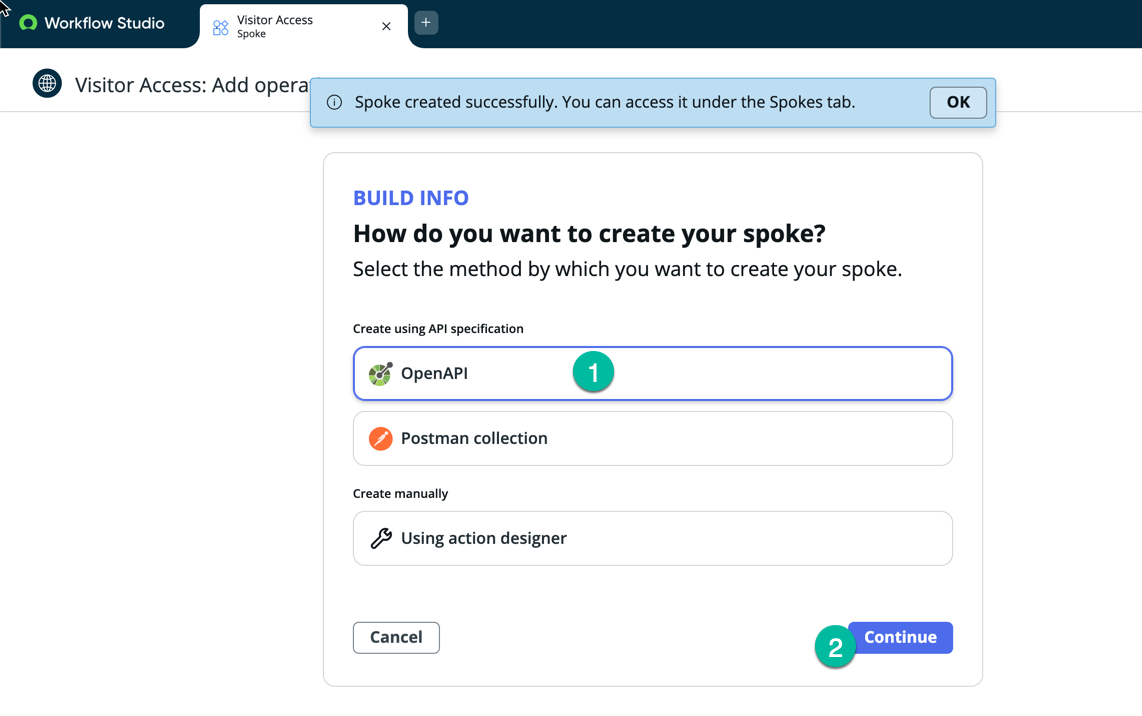 Workflow Studio
Visitor Access
Spoke
+
Visitor Access: Add opera
Spoke created successfully. You can access it under the Spokes tab.
OK
BUILD INFO
How do you want to create your spoke?
Select the method by which you want to create your spoke.
Create using API specification
OpenAPI
1
Postman collection
Create manually
Using action designer
Cancel
2
Continue